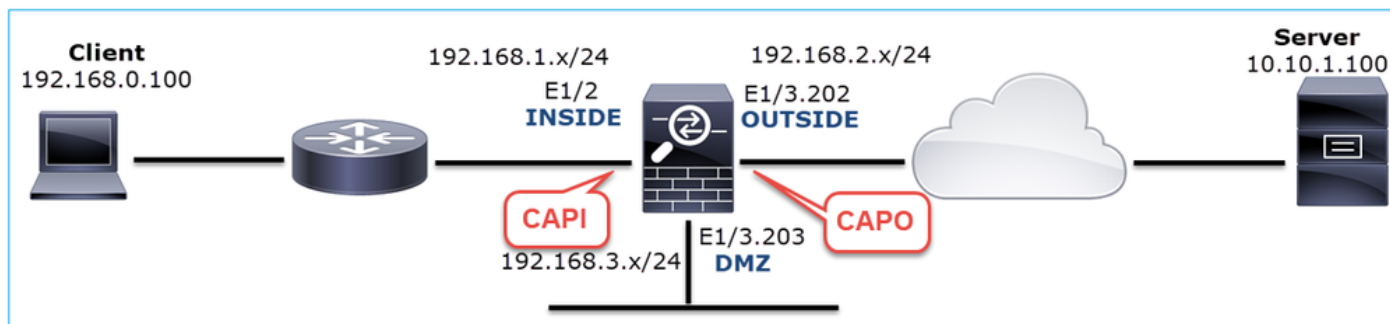 Client
192.168.0.100
192.168.1.x/24
E1/2
INSIDE
192.168.2.x/24
E1/3.202
OUTSIDE
Server
10.10.1.100
CAPI
CAPO
E1/3.203
192.168.3.x/24
DMZ